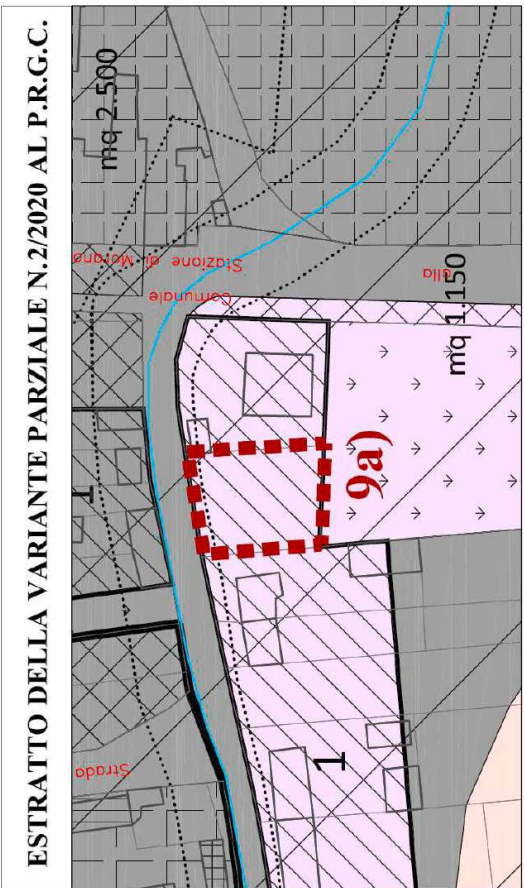 ESTRATTO DELLA VARIANTE PARZIALE N.2/2020 AL P.R.G.C.
mq 2.500
Strada
Comunale
alla
Stazione di Morano
1
mq 1.150
9a)
1